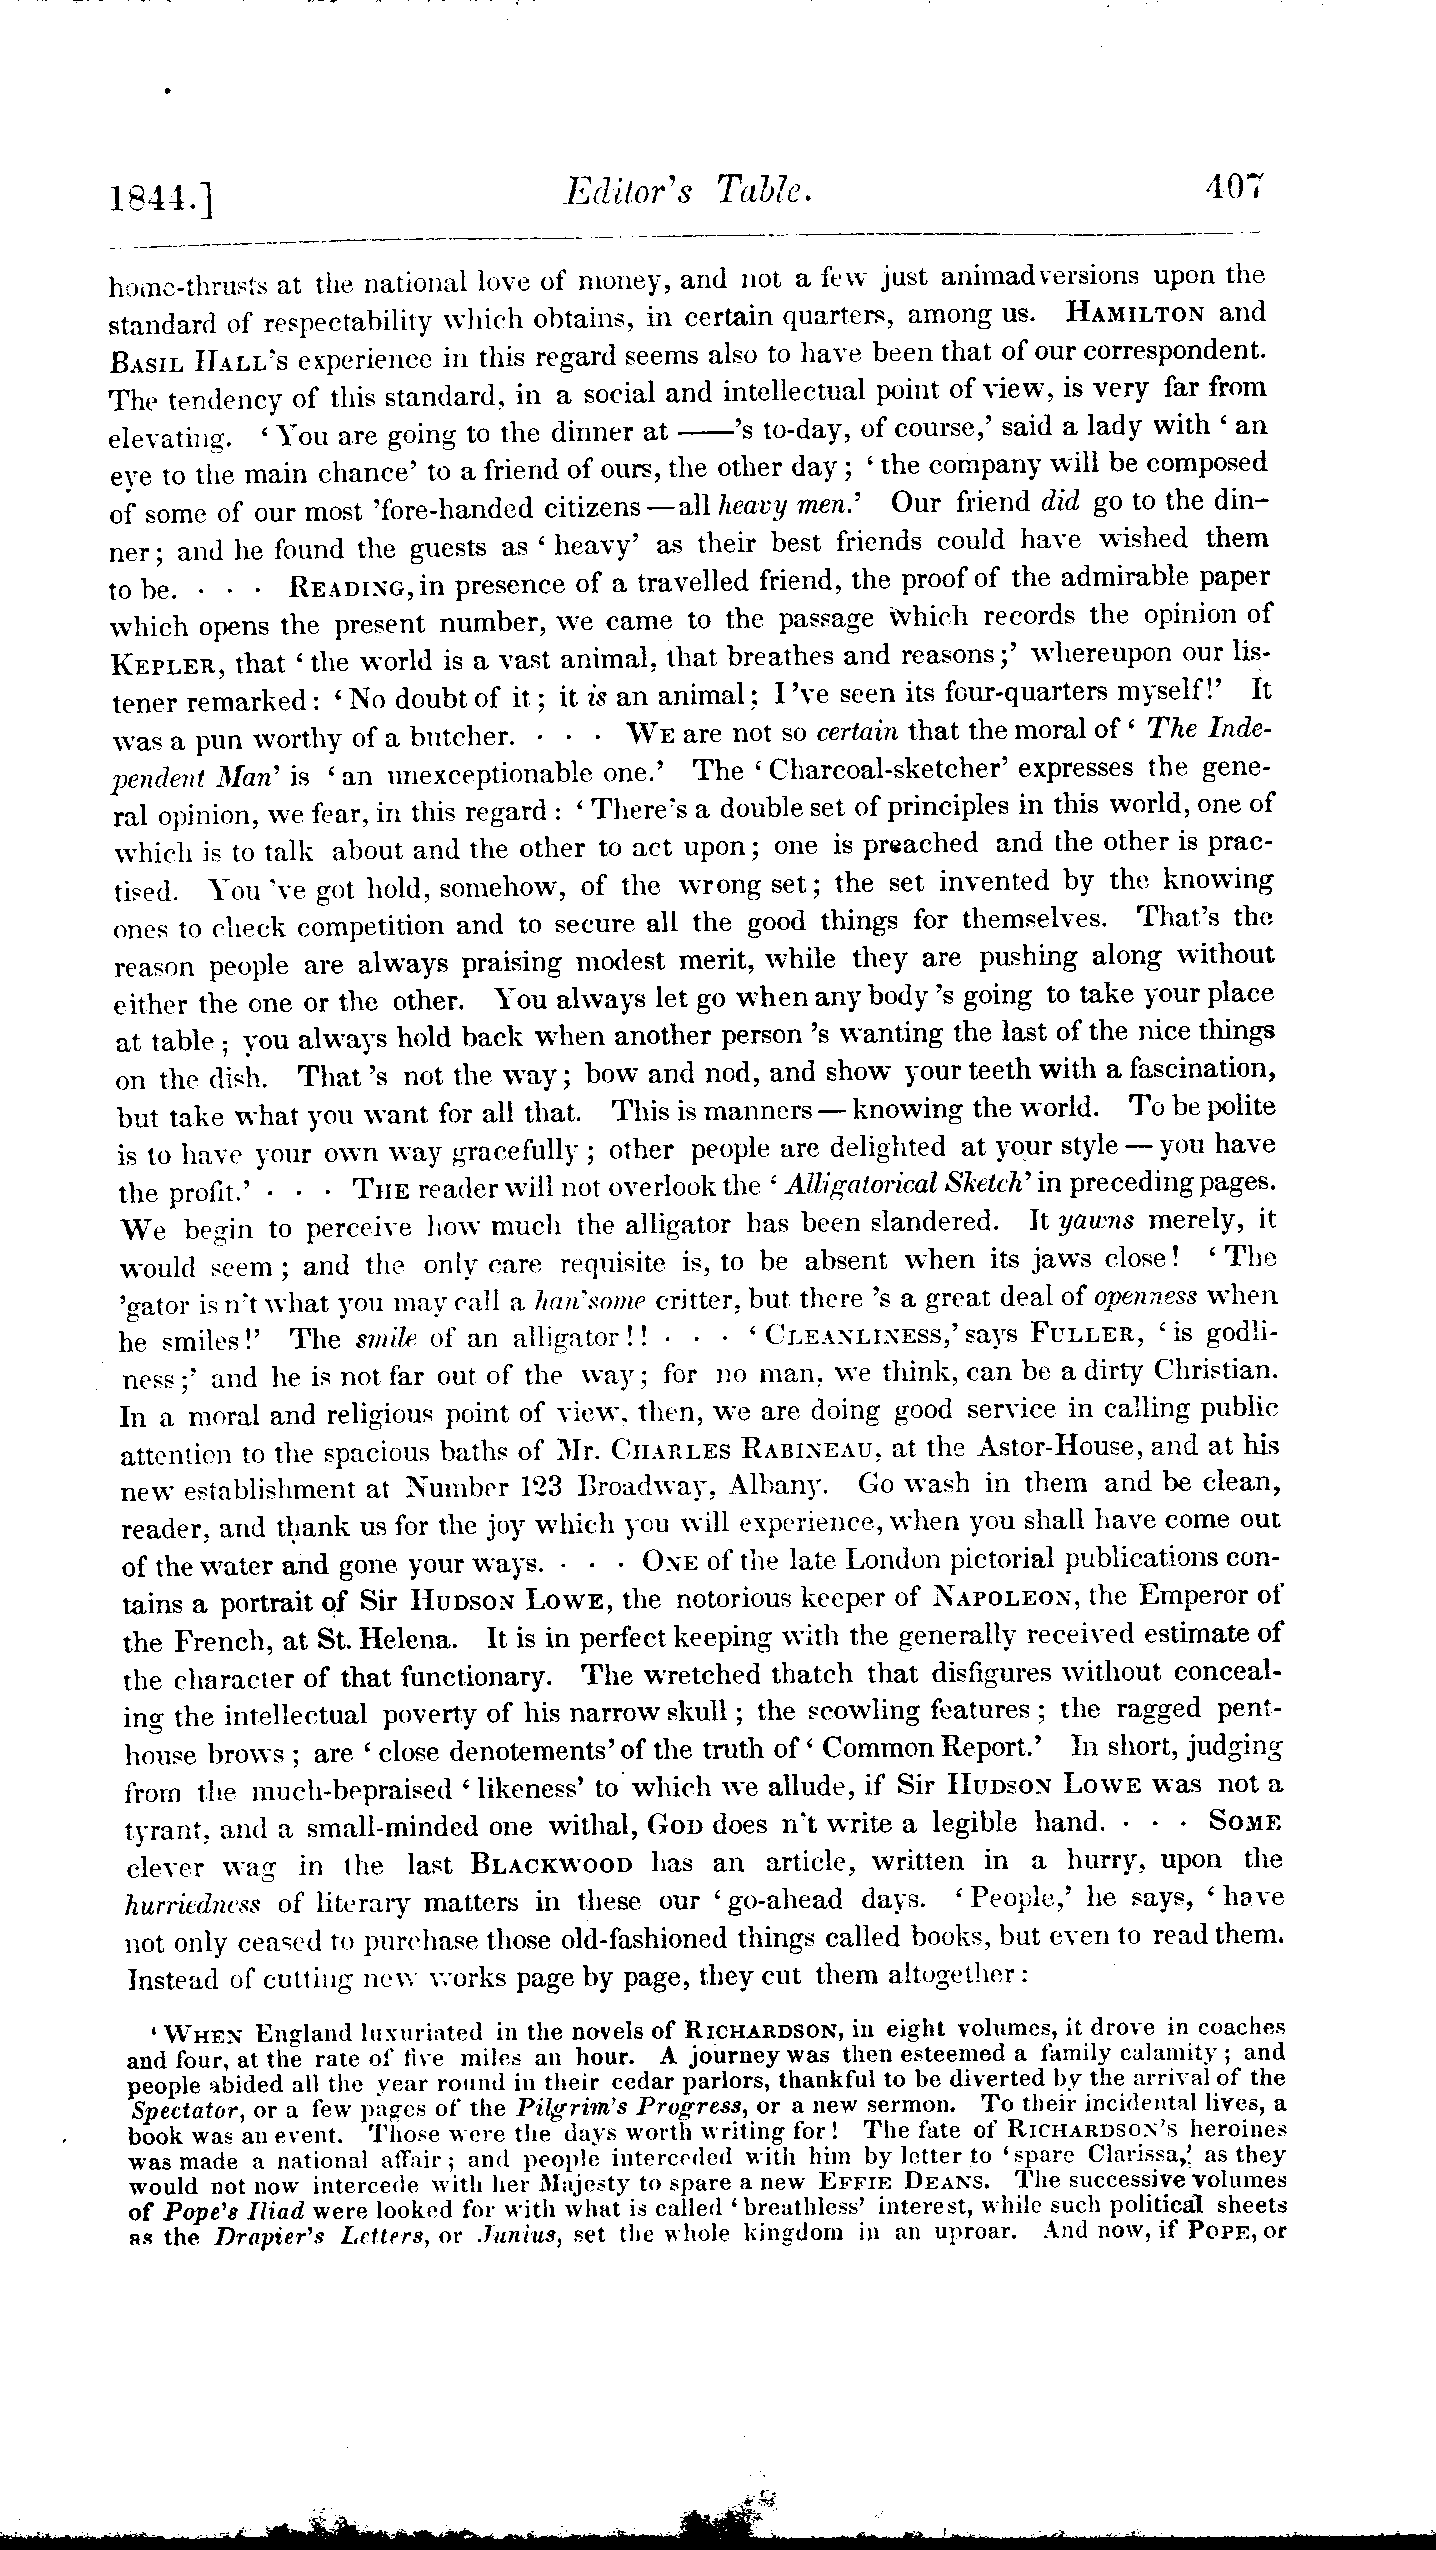 1844.] Editor's Table. 407
home-thrusts at the national love of money, and not a few just animadversions upon the
standard of respectability which obtains, in certain quarters, among us. HAMILTON and
BASIL HALL's experience in this regard seems also to have been that of our correspondent.
The tendency of this standard, in a social and intellectual point of view, is very far from
elevating. ‘You are going to the dinner at ——'s to-day, of course,’ said a lady with ‘an
eye to the main chance’ to a friend of ours, the other day; ‘the company will be composed
of some of our most 'fore-handed citizens—all heavy men.’ Our friend did go to the din-
ner; and he found the guests as ‘heavy’ as their best friends could have wished them
to be. · · · READING, in presence of a travelled friend, the proof of the admirable paper
which opens the present number, we came to the passage which records the opinion of
KEPLER, that ‘the world is a vast animal, that breathes and reasons;’ whereupon our lis-
tener remarked: ‘No doubt of it; it is an animal; I 've seen its four-quarters myself!’ It
was a pun worthy of a butcher. · · · WE are not so certain that the moral of ‘The Inde-
pendent Man’ is ‘an unexceptionable one.’ The ‘Charcoal-sketcher’ expresses the gene-
ral opinion, we fear, in this regard: ‘There's a double set of principles in this world, one of
which is to talk about and the other to act upon; one is preached and the other is prac-
tised. You 've got hold, somehow, of the wrong set; the set invented by the knowing
ones to check competition and to secure all the good things for themselves. That's the
reason people are always praising modest merit, while they are pushing along without
either the one or the other. You always let go when any body 's going to take your place
at table; you always hold back when another person 's wanting the last of the nice things
on the dish. That 's not the way; bow and nod, and show your teeth with a fascination,
but take what you want for all that. This is manners—knowing the world. To be polite
is to have your own way gracefully; other people are delighted at your style—you have
the profit.’ · · · THE reader will not overlook the ‘Alligatorical Sketch’ in preceding pages.
We begin to perceive how much the alligator has been slandered. It yawns merely, it
would seem; and the only care requisite is, to be absent when its jaws close! ‘The
'gator is n't what you may call a han'some critter, but there 's a great deal of openness when
he smiles!’ The smile of an alligator!! · · · ‘CLEANLINESS,’ says FULLER, ‘is godli-
ness;’ and he is not far out of the way; for no man, we think, can be a dirty Christian.
In a moral and religious point of view, then, we are doing good service in calling public
attention to the spacious baths of Mr. CHARLES RABINEAU, at the Astor-House, and at his
new establishment at Number 123 Broadway, Albany. Go wash in them and be clean,
reader, and thank us for the joy which you will experience, when you shall have come out
of the water and gone your ways. · · · ONE of the late London pictorial publications con-
tains a portrait of Sir HUDSON LOWE, the notorious keeper of NAPOLEON, the Emperor of
the French, at St. Helena. It is in perfect keeping with the generally received estimate of
the character of that functionary. The wretched thatch that disfigures without conceal-
ing the intellectual poverty of his narrow skull; the scowling features; the ragged pent-
house brows; are ‘close denotements’ of the truth of ‘Common Report.’ In short, judging
from the much-bepraised ‘likeness’ to which we allude, if Sir HUDSON LOWE was not a
tyrant, and a small-minded one withal, GOD does n't write a legible hand. · · · SOME
clever wag in the last BLACKWOOD has an article, written in a hurry, upon the
hurriedness of literary matters in these our ‘go-ahead days. ‘People,’ he says, ‘have
not only ceased to purchase those old-fashioned things called books, but even to read them.
Instead of cutting new works page by page, they cut them altogether:
‘WHEN England luxuriated in the novels of RICHARDSON, in eight volumes, it drove in coaches
and four, at the rate of five miles an hour. A journey was then esteemed a family calamity; and
people abided all the year round in their cedar parlors, thankful to be diverted by the arrival of the
Spectator, or a few pages of the Pilgrim's Progress, or a new sermon. To their incidental lives, a
book was an event. Those were the days worth writing for! The fate of RICHARDSON's heroines
was made a national affair; and people interceded with him by letter to ‘spare Clarissa,’ as they
would not now intercede with her Majesty to spare a new EFFIE DEANS. The successive volumes
of Pope's Iliad were looked for with what is called ‘breathless’ interest, while such political sheets
as the Drapier's Letters, or Junius, set the whole kingdom in an uproar. And now, if POPE, or